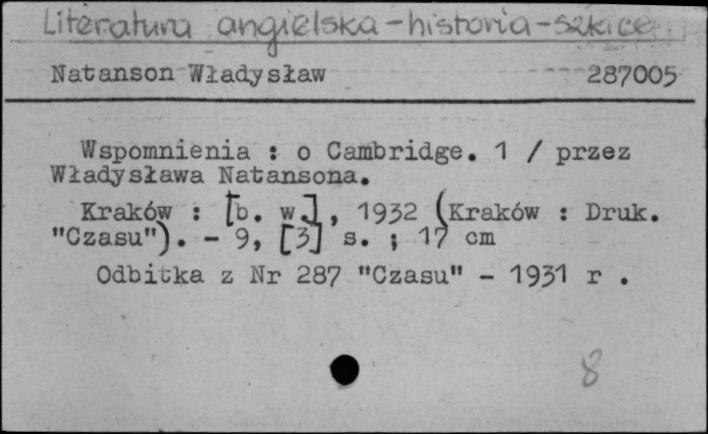 Literatura angielska - historia - szkice
Natanson Władysław 287005
Wspomnienia : o Cambridge. 1 / przez
Władysława Natansona.
Kraków : [b. w.], 1932 (Kraków : Druk.
"Czasu"). - 9, [3] s. ; 17 cm
Odbitka z Nr 287 "Czasu" - 1931 r .
8